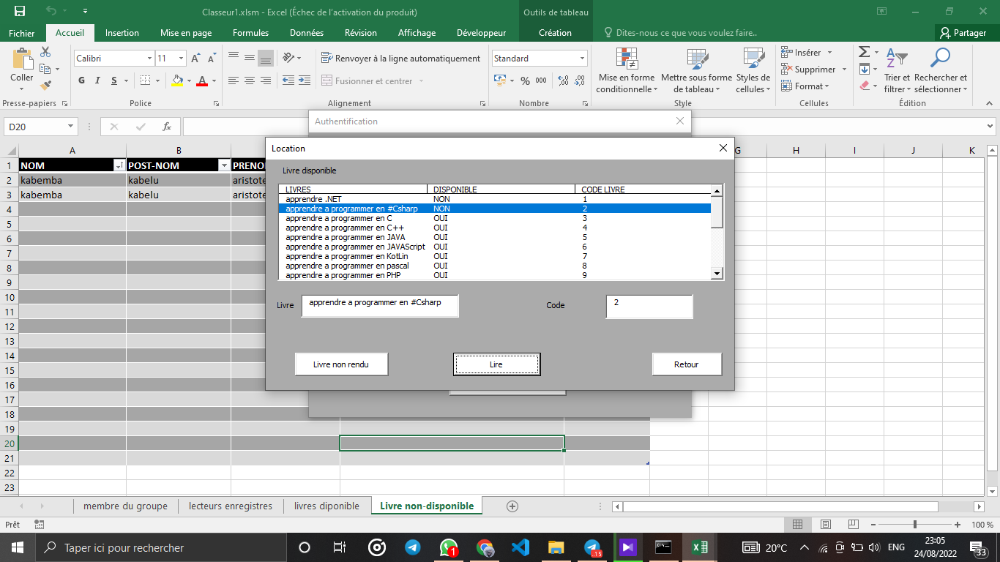 Classeur1.xlsm - Excel (Échec de l'activation du produit)
Outils de tableau
Fichier Accueil Insertion Mise en page Formules Données Révision Affichage Développeur Création Dites-nous ce que vous voulez faire.. Partager
Coller
Calibri 11
Renvoyer à la ligne automatiquement
Standard
G I S
Fusionner et centrer
% 000
Mise en forme conditionnelle
Mettre sous forme de tableau
Styles de cellules
Insérer
Supprimer
Format
Trier et filtrer
Rechercher et sélectionner
Presse-papiers Police Alignement Nombre Style Cellules Édition
D20
fx
Authentification
Location
Livre disponible
LIVRES DISPONIBLE CODE LIVRE
apprendre .NET NON 1
apprendre a programmer en #Csharp NON 2
apprendre a programmer en C OUI 3
apprendre a programmer en C++ OUI 4
apprendre a programmer en JAVA OUI 5
apprendre a programmer en JAVAScript OUI 6
apprendre a programmer en KotLin OUI 7
apprendre a programmer en pascal OUI 8
apprendre a programmer en PHP OUI 9
Livre apprendre a programmer en #Csharp Code 2
Livre non rendu Lire Retour
A B G H I J K
1 NOM POST-NOM PRENO
2 kabemba kabelu aristote
3 kabemba kabelu aristote
4
5
6
7
8
9
10
11
12
13
14
15
16
17
18
19
20
21
22
23
membre du groupe lecteurs enregistres livres diponible Livre non-disponible
Prêt
100 %
Taper ici pour rechercher
1
..15
20°C
ENG
23:05
24/08/2022
33